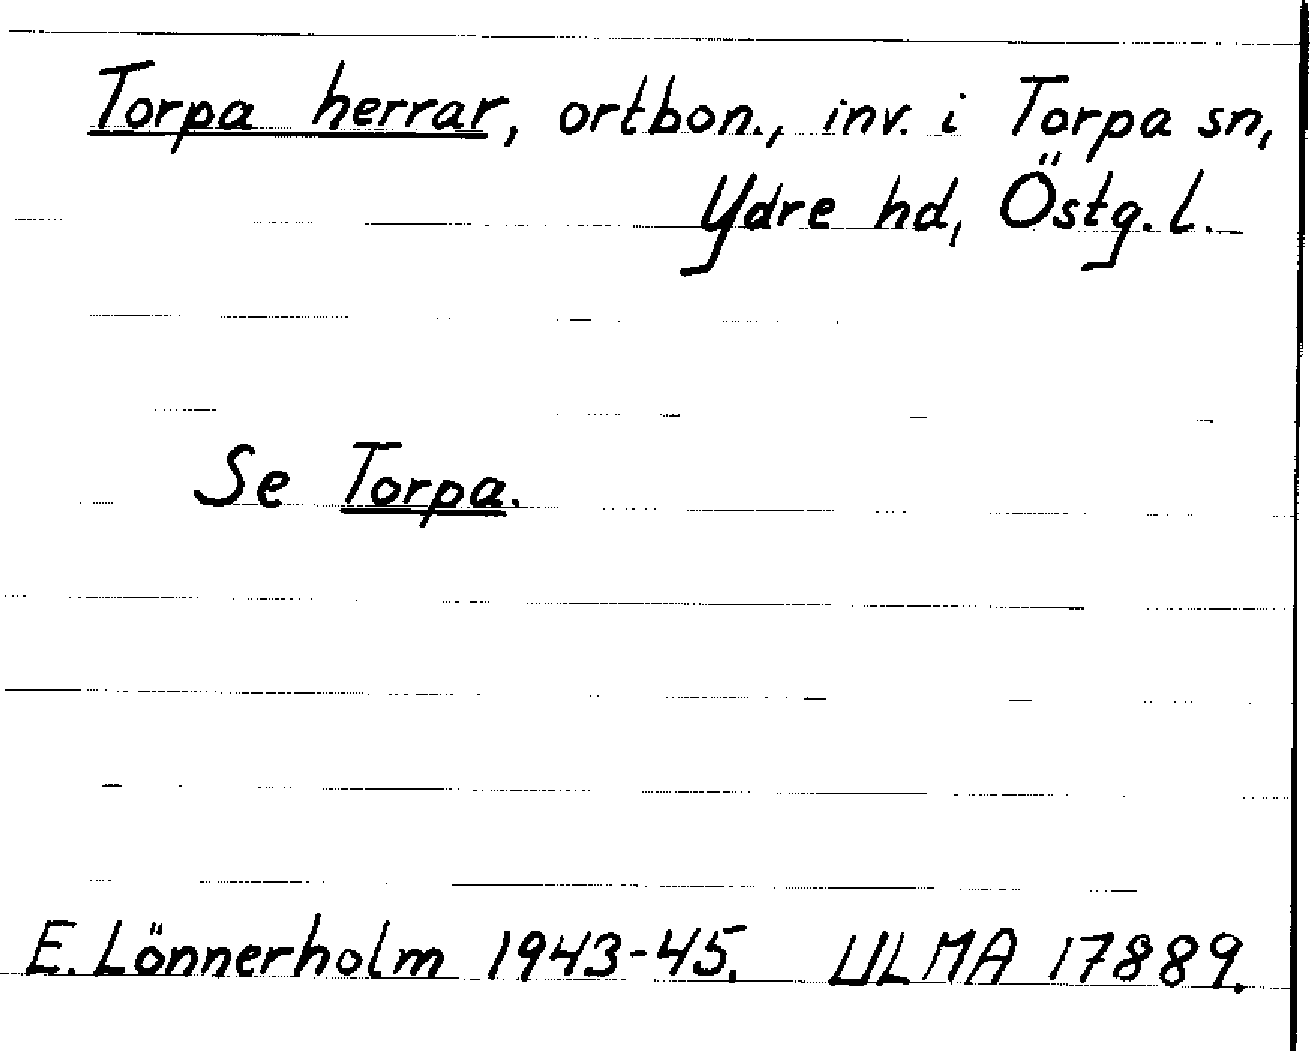 Torpa herrar, ortbon., inv. i Torpa sn,
Ydre hd, Östg. l.
Se Torpa.
E. Lönnerholm 1943-45. ULMA 17889.